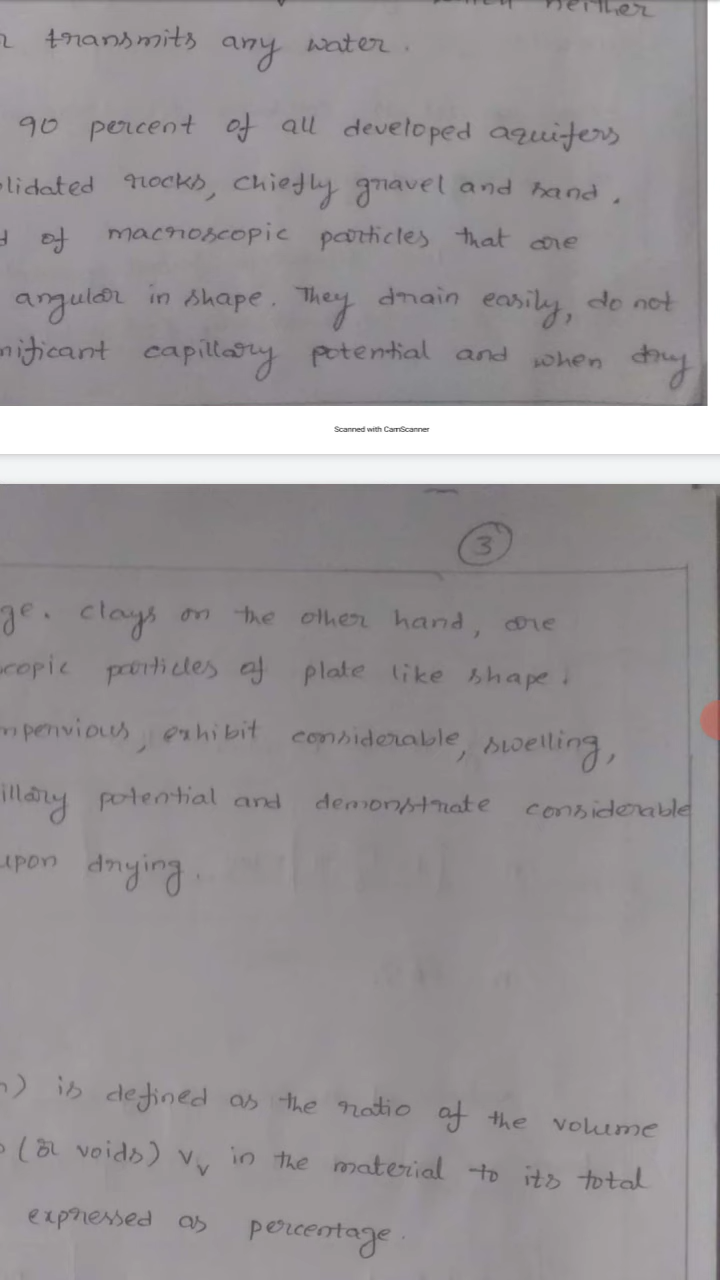 neither
transmits any water.
90 percent of all developed aquifers
lidated rocks, chiefly gravel and sand.
of macroscopic particles that are
angular in shape. They drain easily, do not
nificant capillary potential and when dry
Scanned with CamScanner
3
ge. clays on the other hand, are
copic particles of plate like shape.
mpervious, exhibit considerable, swelling,
illary potential and demonstrate considerable
upon drying.
) is defined as the ratio of the volume
(or voids) Vv in the material to its total
expressed as percentage.